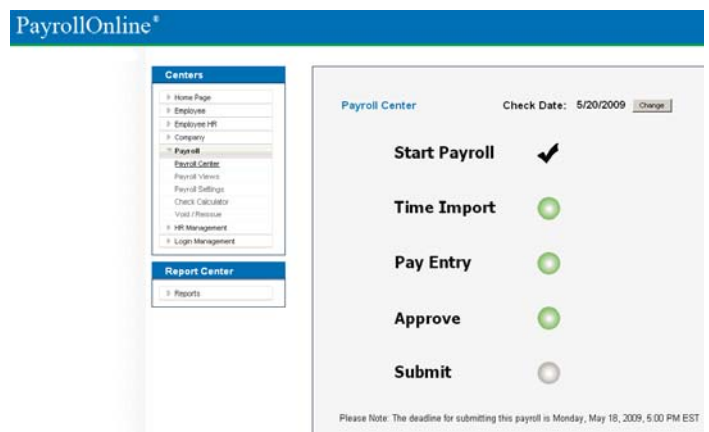 PayrollOnline®
Centers
Home Page
Employee
Employee HR
Company
Payroll
Payroll Center
Payroll Views
Payroll Settings
Check Calculator
Void / Reissue
HR Management
Login Management
Report Center
Reports
Payroll Center
Check Date: 5/20/2009 Change
Start Payroll
Time Import
Pay Entry
Approve
Submit
Please Note: The deadline for submitting this payroll is Monday, May 18, 2009, 5:00 PM EST